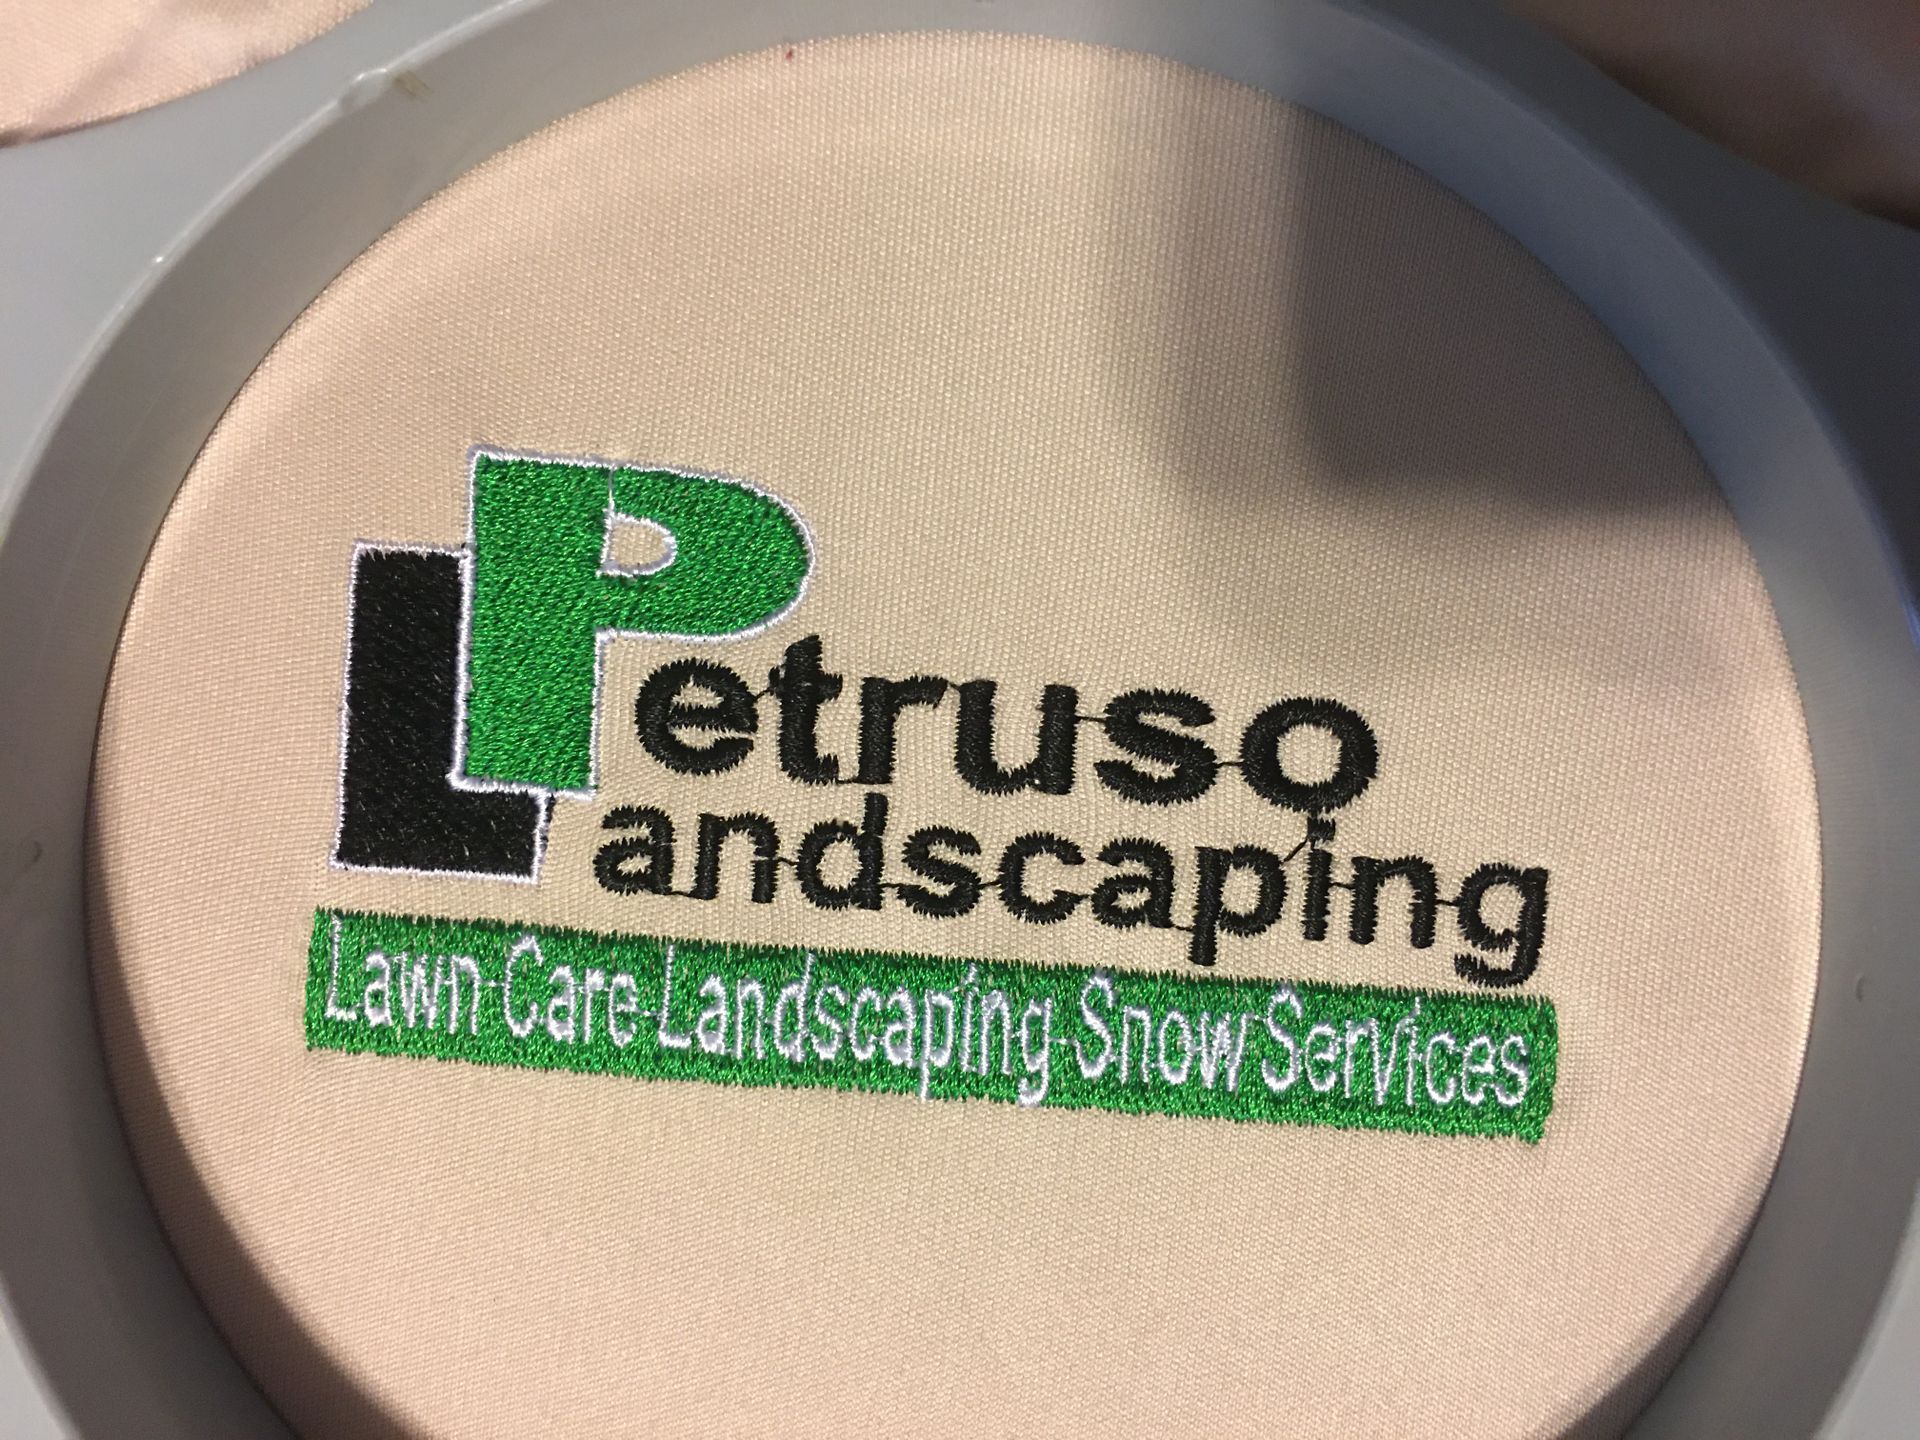 Petruso
Landscaping
Lawn Care Landscaping Snow Services